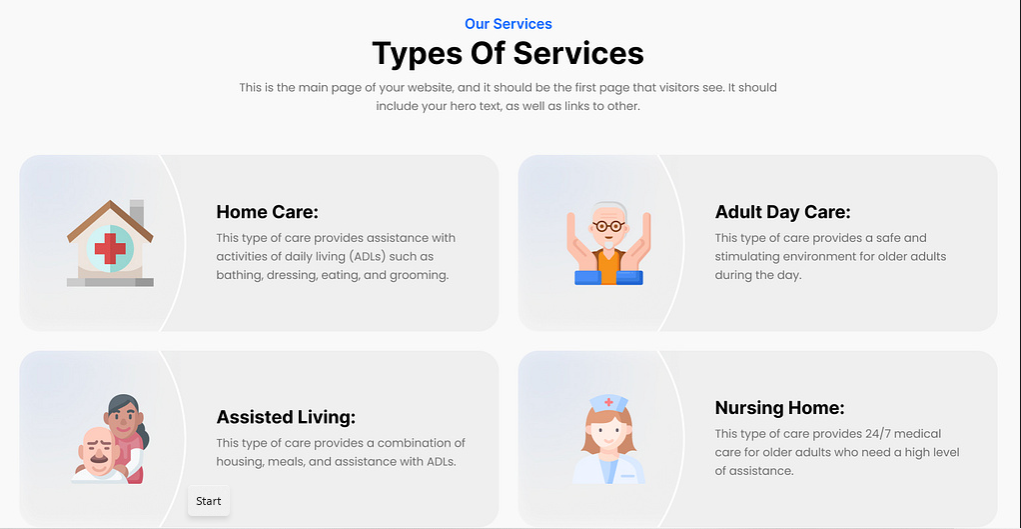 Our Services
Types Of Services
This is the main page of your website, and it should be the first page that visitors see. It should
include your hero text, as well as links to other.
Home Care:
This type of care provides assistance with
activities of daily living (ADLs) such as
bathing, dressing, eating, and grooming.
Adult Day Care:
This type of care provides a safe and
stimulating environment for older adults
during the day.
Assisted Living:
This type of care provides a combination of
housing, meals, and assistance with ADLs.
Nursing Home:
This type of care provides 24/7 medical
care for older adults who need a high level
of assistance.
Start